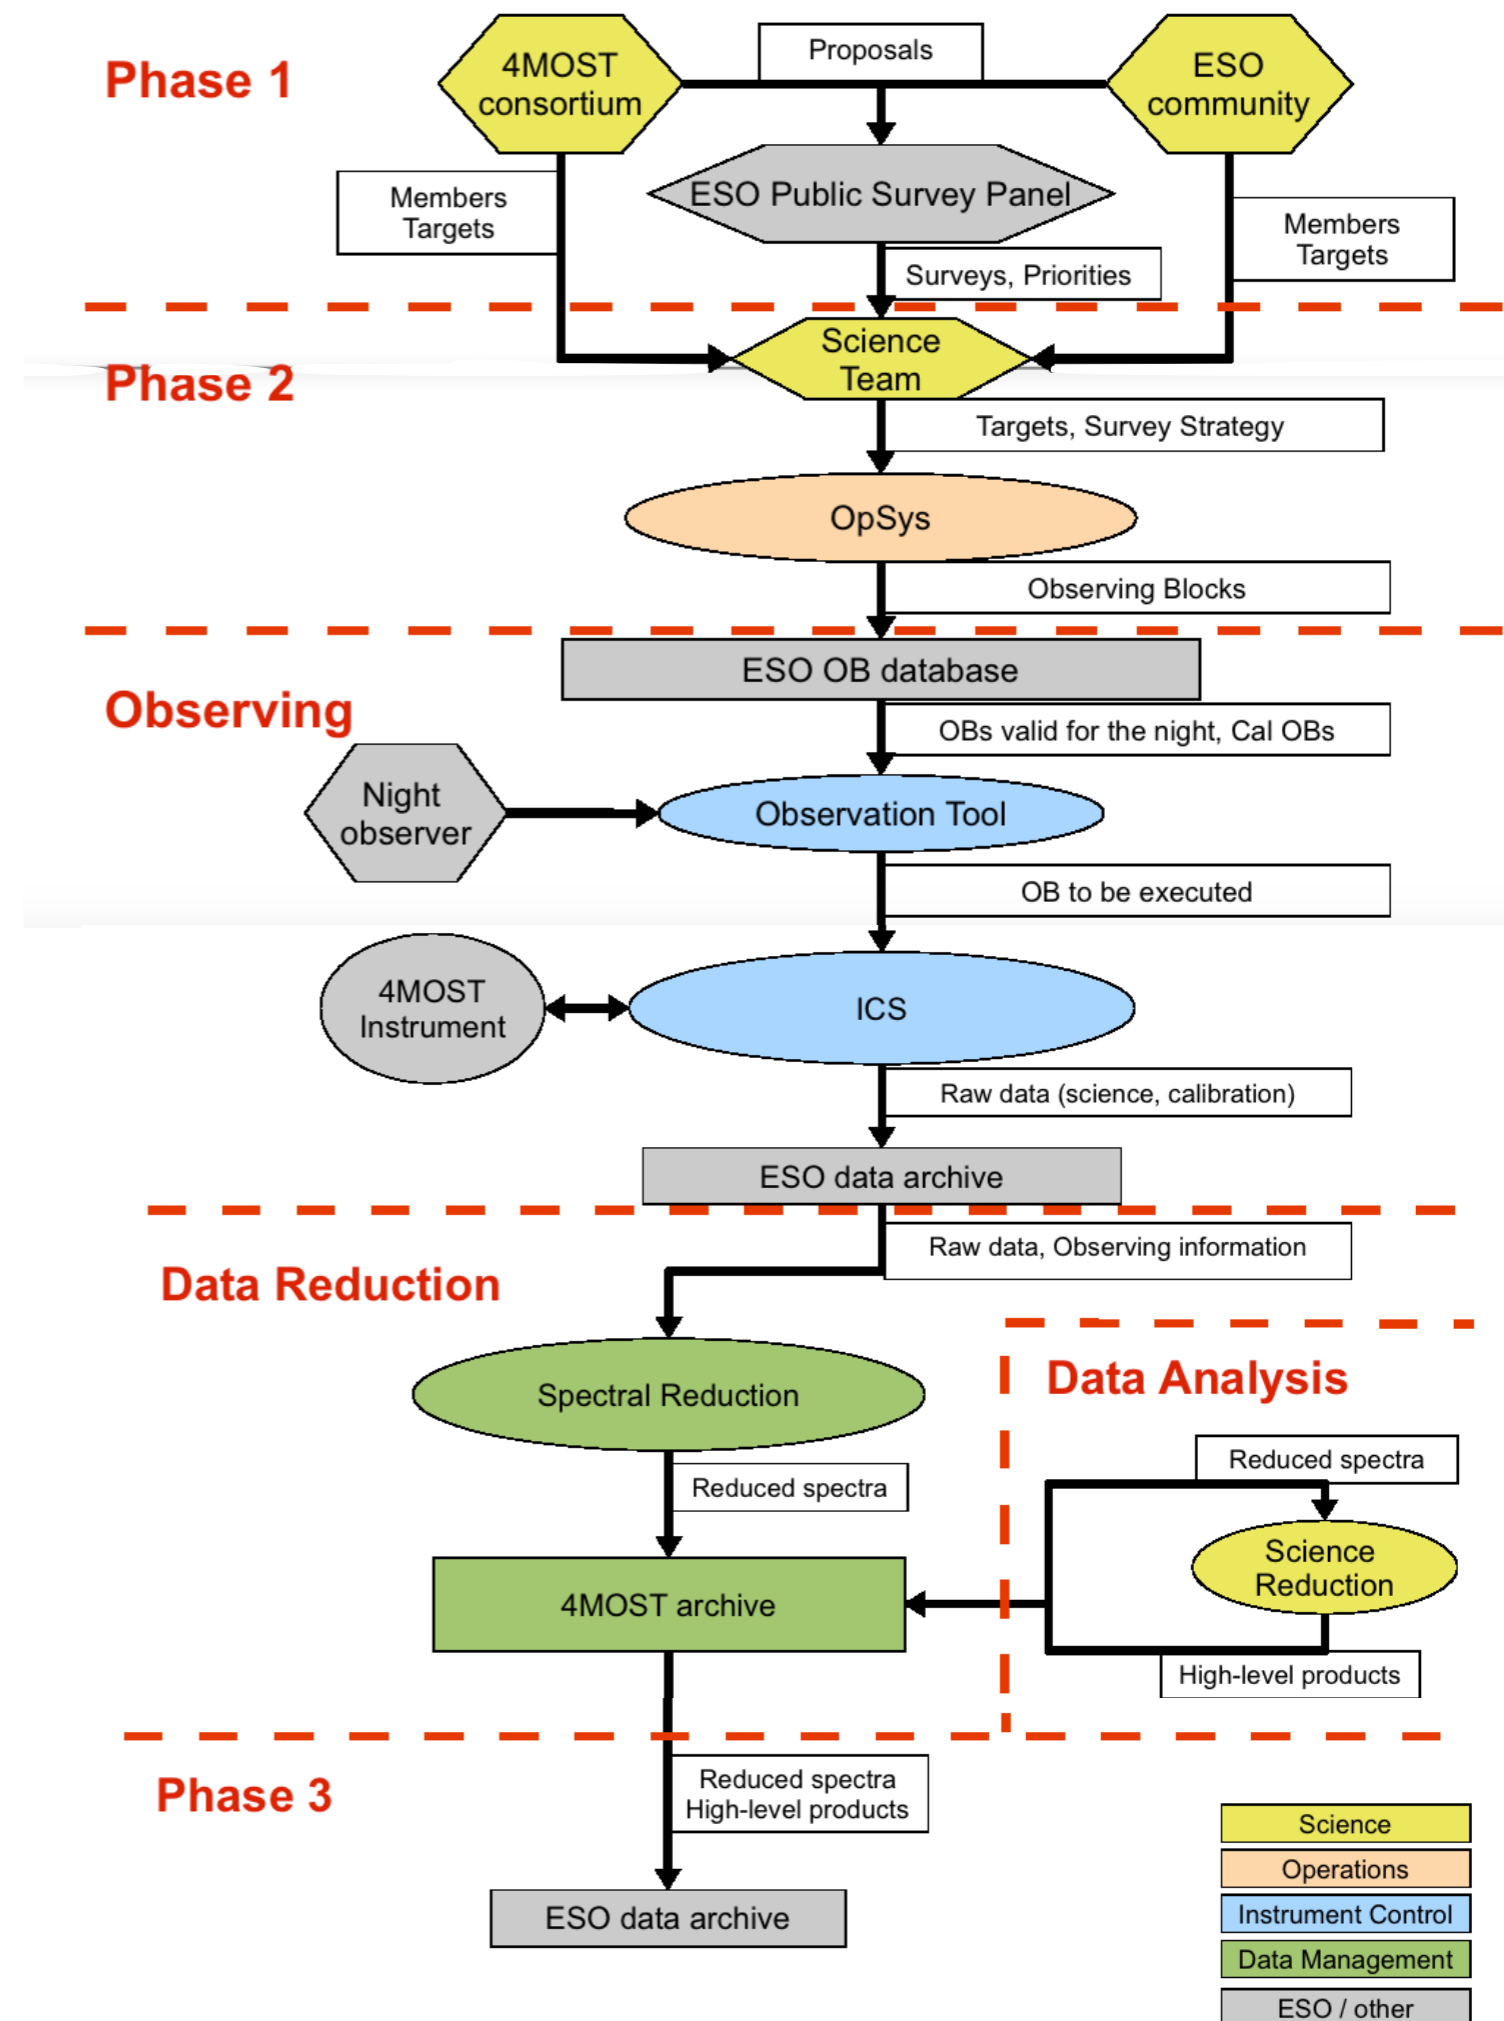 Phase 1
4MOST
consortium
Proposals
ESO
community
Members
Targets
ESO Public Survey Panel
Members
Targets
Surveys, Priorities
Phase 2
Science
Team
Targets, Survey Strategy
OpSys
Observing Blocks
ESO OB database
Observing
OBs valid for the night, Cal OBs
Night
observer
Observation Tool
OB to be executed
4MOST
Instrument
ICS
Raw data (science, calibration)
ESO data archive
Raw data, Observing information
Data Reduction
Data Analysis
Spectral Reduction
Reduced spectra
Reduced spectra
Science
Reduction
4MOST archive
High-level products
Phase 3
Reduced spectra
High-level products
ESO data archive
Science
Operations
Instrument Control
Data Management
ESO / other